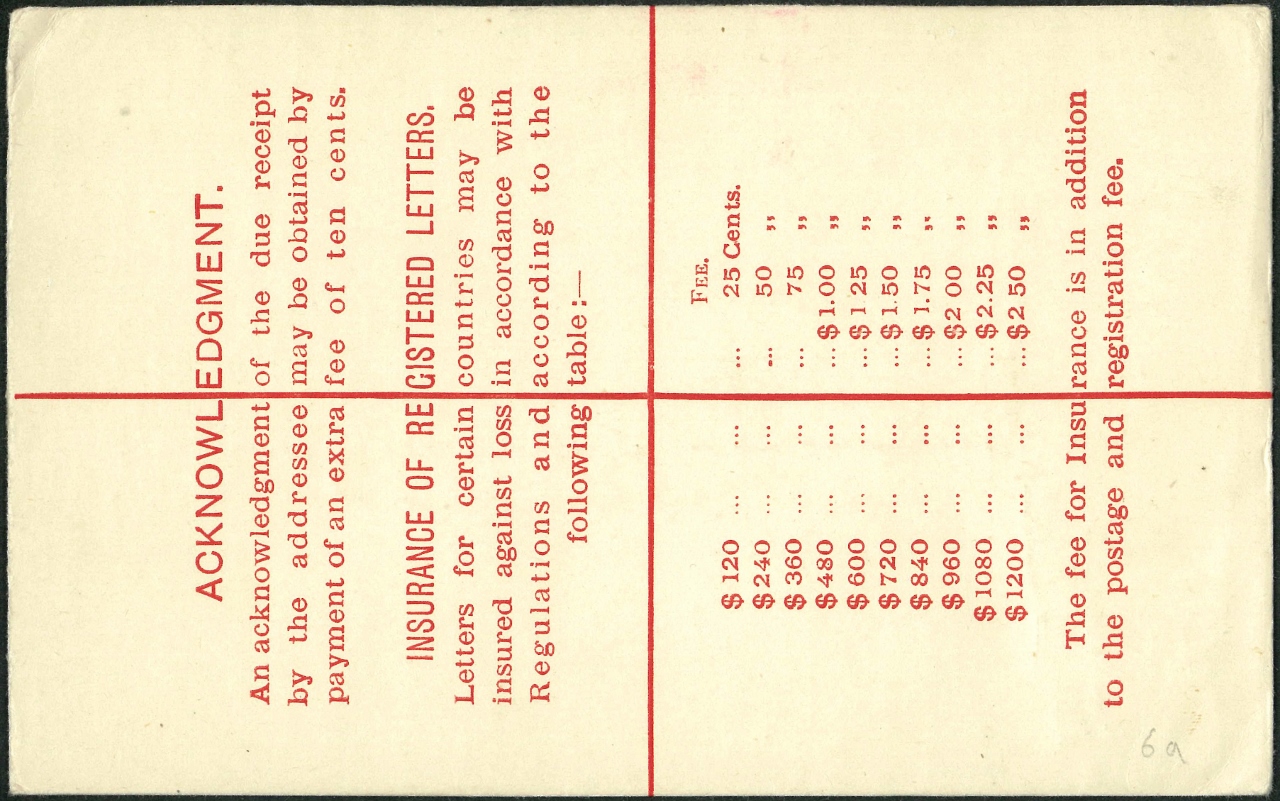 ACKNOWLEDGMENT.
An acknowledgment of the due receipt
by the addressee may be obtained by
payment of an extra fee of ten cents.
INSURANCE OF REGISTERED LETTERS.
Letters for certain countries may be
insured against loss in accordance with
Regulations and according to the
following table:—
FEE.
$120 ... ... ... 25 Cents.
$240 ... ... ... 50 „
$360 ... ... ... 75 „
$480 ... ... ... $1.00 „
$600 ... ... ... $1 25 „
$720 ... ... ... $1.50 „
$840 ... ... ... $1.75 „
$960 ... ... ... $2 00 „
$1080 ... ... ... $2.25 „
$1200 ... ... ... $2 50 „
The fee for Insurance is in addition
to the postage and registration fee.
6a